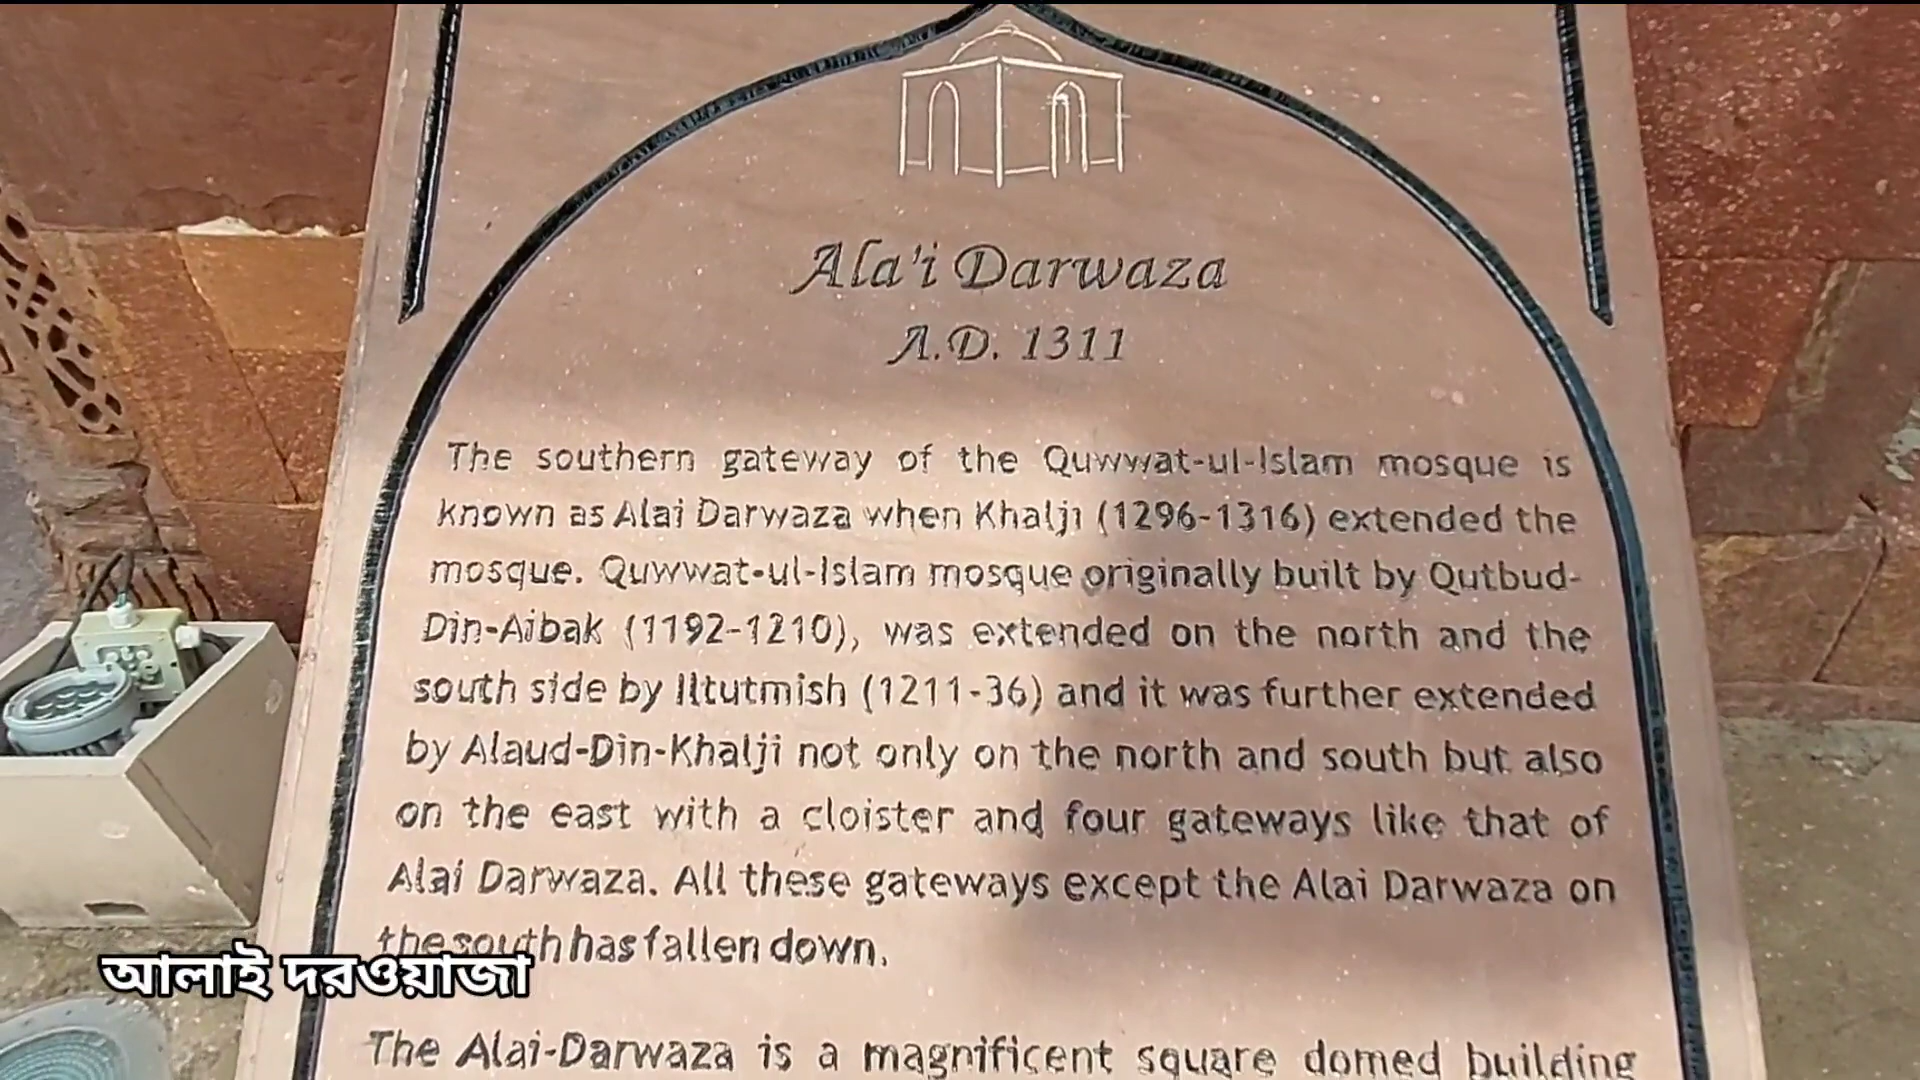 Ala'i Darwaza
A.D. 1311
The southern gateway of the Quwwat-ul-Islam mosque is
known as Alai Darwaza when Khalji (1296-1316) extended the
mosque. Quwwat-ul-Islam mosque originally built by Qutbud-
Din-Aibak (1192-1210), was extended on the north and the
south side by Iltutmish (1211-36) and it was further extended
by Alaud-Din-Khalji not only on the north and south but also
on the east with a cloister and four gateways like that of
Alai Darwaza. All these gateways except the Alai Darwaza on
the south has fallen down.
আলাই দরওয়াজা
The Alai-Darwaza is a magnificent square domed building